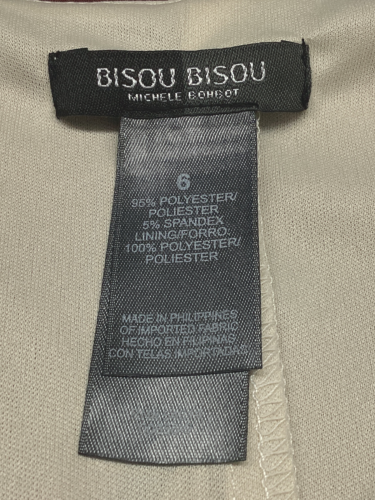 BISOU BISOU
MICHELE BOHBOT
6
95% POLYESTER/
POLIESTER
5% SPANDEX
LINING/FORRO:
100% POLYESTER/
POLIESTER
MADE IN PHILIPPINES
OF IMPORTED FABRIC
HECHO EN FILIPINAS
CON TELAS IMPORTADAS